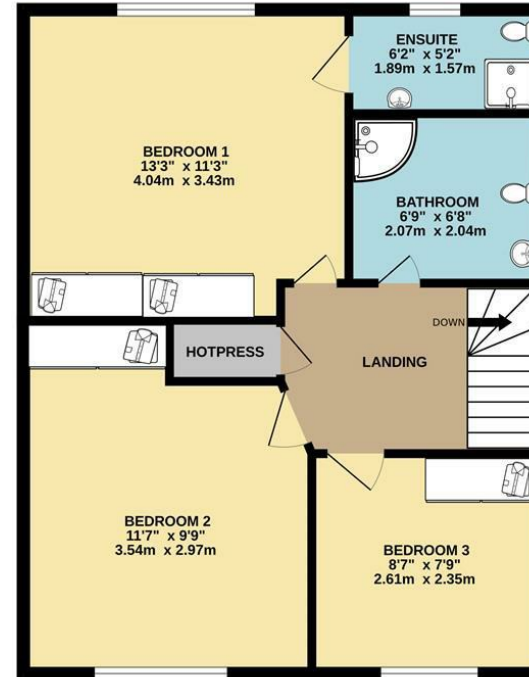 ENSUITE
6'2" x 5'2"
1.89m x 1.57m
BEDROOM 1
13'3" x 11'3"
4.04m x 3.43m
BATHROOM
6'9" x 6'8"
2.07m x 2.04m
DOWN
HOTPRESS
LANDING
BEDROOM 2
11'7" x 9'9"
3.54m x 2.97m
BEDROOM 3
8'7" x 7'9"
2.61m x 2.35m